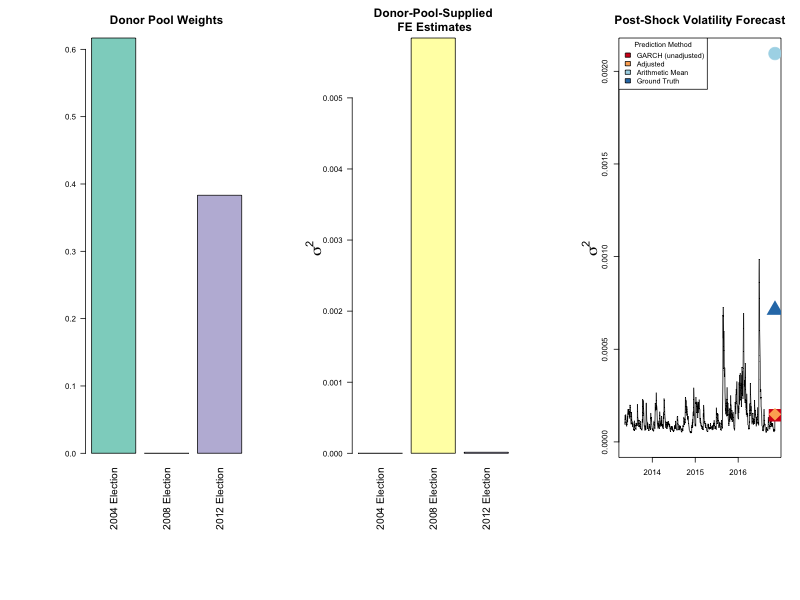 Donor Pool Weights
0.6
0.5
0.4
0.3
0.2
0.1
0.0
2004 Election
2008 Election
2012 Election
Donor-Pool-Supplied
FE Estimates
σ2
0.005
0.004
0.003
0.002
0.001
0.000
2004 Election
2008 Election
2012 Election
Post-Shock Volatility Forecast
Prediction Method
GARCH (unadjusted)
Adjusted
Arithmetic Mean
Ground Truth
σ2
0.0020
0.0015
0.0010
0.0005
0.0000
2014
2015
2016